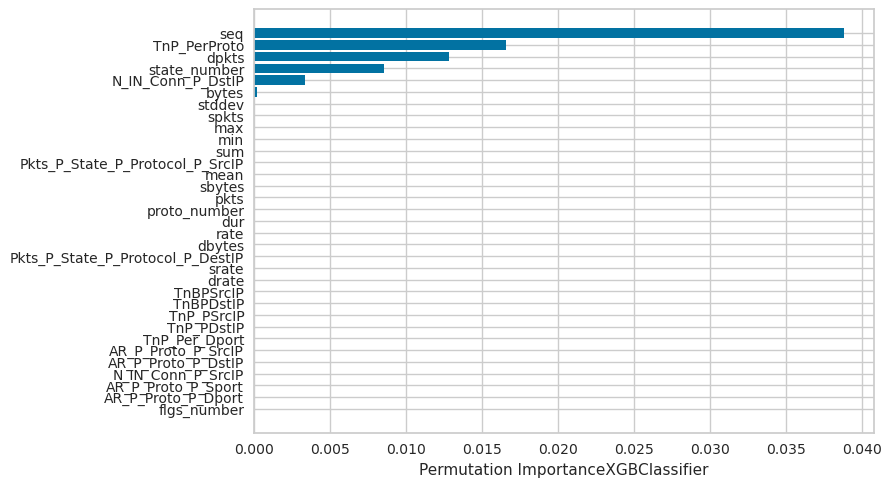 seq
TnP_PerProto
dpkts
state_number
N_IN_Conn_P_DstIP
bytes
stddev
spkts
max
min
sum
Pkts_P_State_P_Protocol_P_SrcIP
mean
sbytes
pkts
proto_number
dur
rate
dbytes
Pkts_P_State_P_Protocol_P_DestIP
srate
drate
TnBPSrcIP
TnBPDstIP
TnP_PSrcIP
TnP_PDstIP
TnP_Per_Dport
AR_P_Proto_P_SrcIP
AR_P_Proto_P_DstIP
N_IN_Conn_P_SrcIP
AR_P_Proto_P_Sport
AR_P_Proto_P_Dport
flgs_number
0.000 0.005 0.010 0.015 0.020 0.025 0.030 0.035 0.040
Permutation ImportanceXGBClassifier